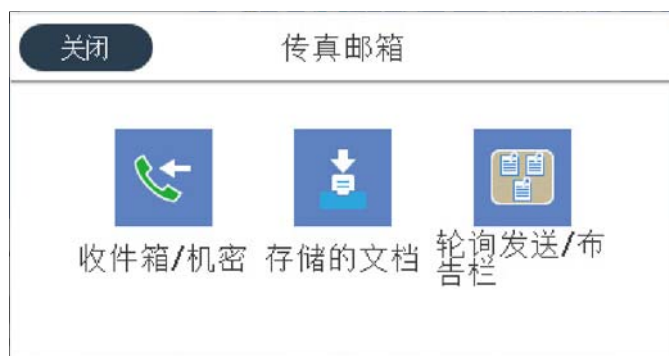 关闭
传真邮箱
收件箱/机密
存储的文档
轮询发送/布
告栏